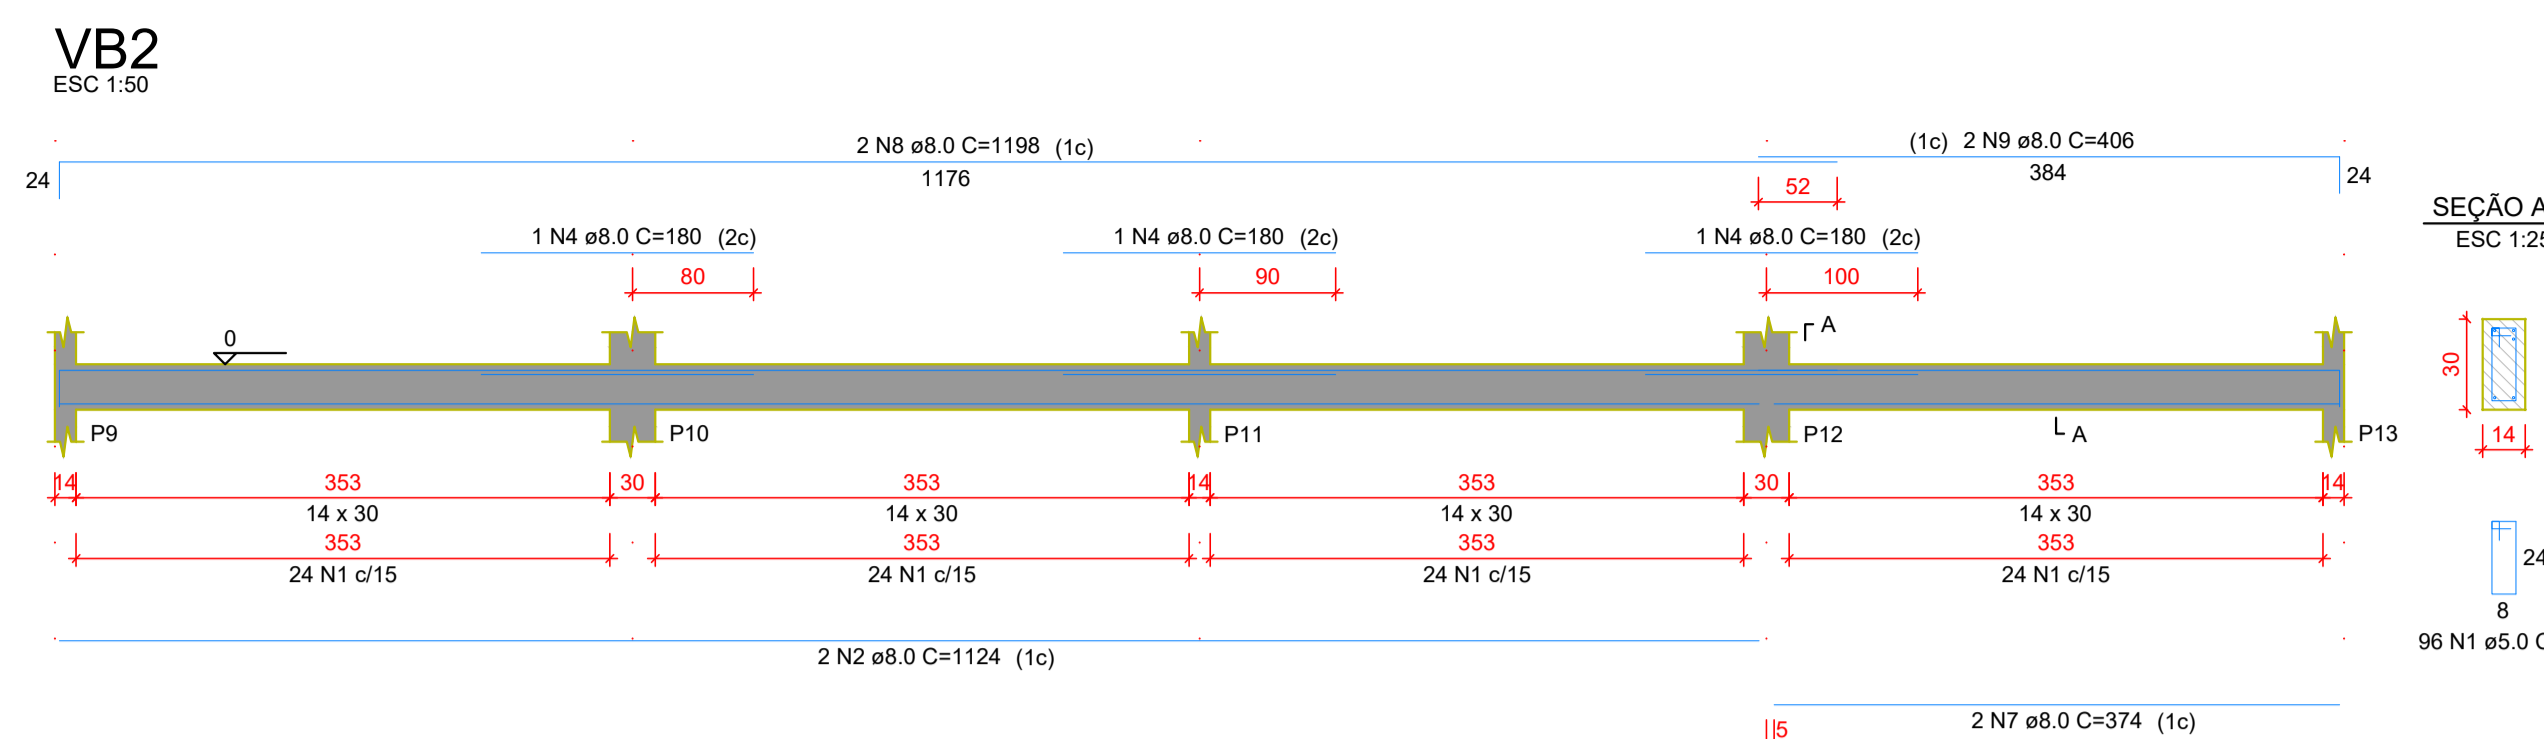 VB2
ESC 1:50
2 N8 ø8.0 C=1198 (1c)
(1c) 2 N9 ø8.0 C=406
24
1176
384
24
52
SEÇÃO A
ESC 1:25
1 N4 ø8.0 C=180 (2c)
1 N4 ø8.0 C=180 (2c)
1 N4 ø8.0 C=180 (2c)
80
90
100
0
A
30
P9
P10
P11
P12
A
P13
14
14
353
30
353
14
353
30
353
14
14 x 30
14 x 30
14 x 30
14 x 30
353
353
353
353
24 N1 c/15
24 N1 c/15
24 N1 c/15
24 N1 c/15
24
8
96 N1 ø5.0 C
2 N2 ø8.0 C=1124 (1c)
2 N7 ø8.0 C=374 (1c)
5